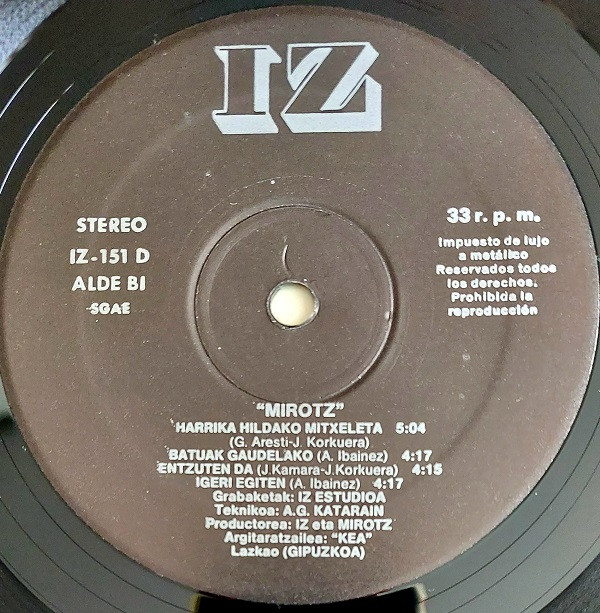 IZ
STEREO
IZ-151 D
ALDE BI
SGAE
33 r. p. m.
Impuesto de lujo
a metálico
Reservados todos
los derechos.
Prohibida la
reproducción
"MIROTZ"
HARRIKA HILDAKO MITXELETA 5:04
(G. Aresti-J. Korkuera)
BATUAK GAUDELAKO (A. Ibainez) 4:17
ENTZUTEN DA (J.Kamara-J.Korkuera) 4:15
IGERI EGITEN (A. Ibainez) 4:17
Grabaketak: IZ ESTUDIOA
Teknikoa: A.G. KATARAIN
Productorea: IZ eta MIROTZ
Argitaratzailea: "KEA"
Lazkao (GIPUZKOA)